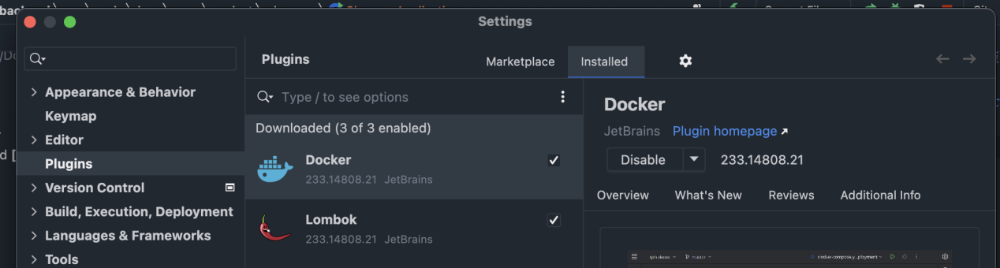 Settings
Plugins
Marketplace
Installed
Appearance & Behavior
Keymap
Editor
Plugins
Version Control
Build, Execution, Deployment
Languages & Frameworks
Tools
Type / to see options
Downloaded (3 of 3 enabled)
Docker
233.14808.21 JetBrains
Lombok
233.14808.21 JetBrains
Docker
JetBrains Plugin homepage
Disable
233.14808.21
Overview What's New Reviews Additional Info
master